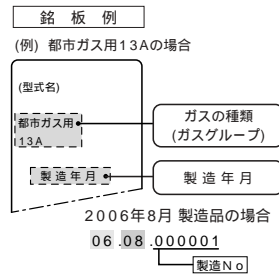 銘板例
(例) 都市ガス用13Aの場合
(型式名)
都市ガス用
13A
ガスの種類
(ガスグループ)
製造年月
製造年月
2006年8月 製造品の場合
06.08.000001
製造No